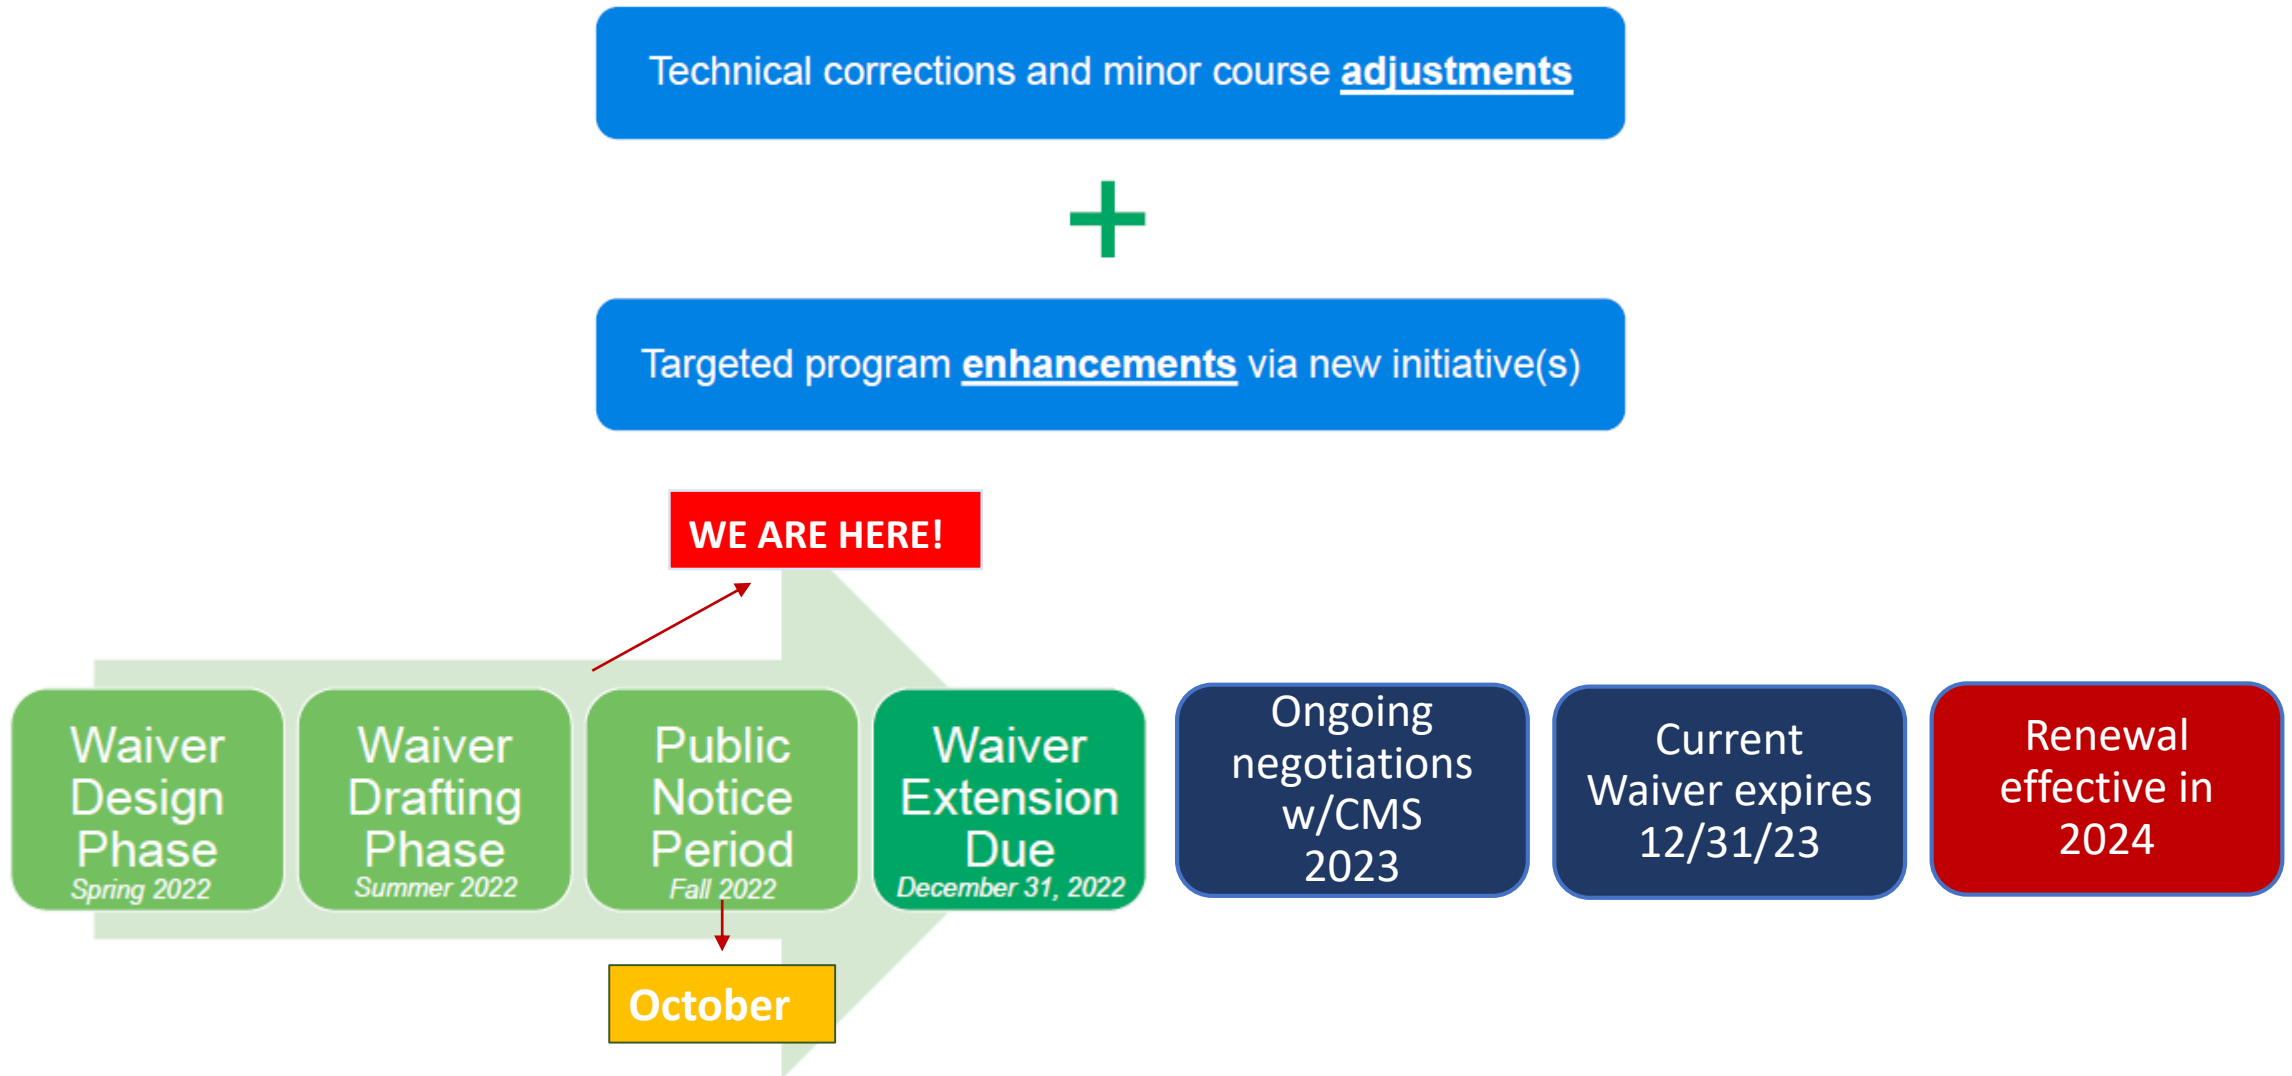 Technical corrections and minor course adjustments
+
Targeted program enhancements via new initiative(s)
WE ARE HERE!
Waiver
Design
Phase
Spring 2022
Waiver
Drafting
Phase
Summer 2022
Public
Notice
Period
Fall 2022
Waiver
Extension
Due
December 31, 2022
Ongoing
negotiations
w/CMS
2023
Current
Waiver expires
12/31/23
Renewal
effective in
2024
October